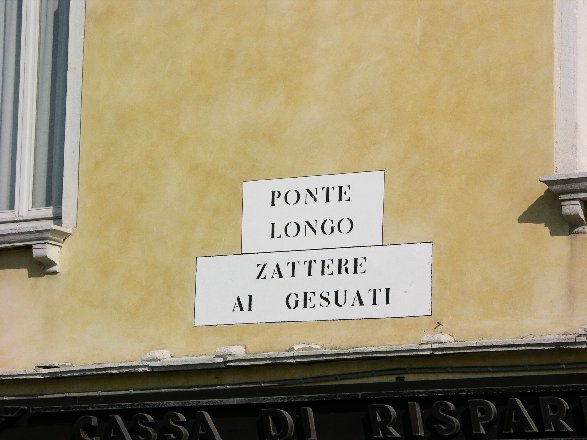 PONTE
LONGO
ZATTERE
AI GESUATI
CASSA DI RISPAR